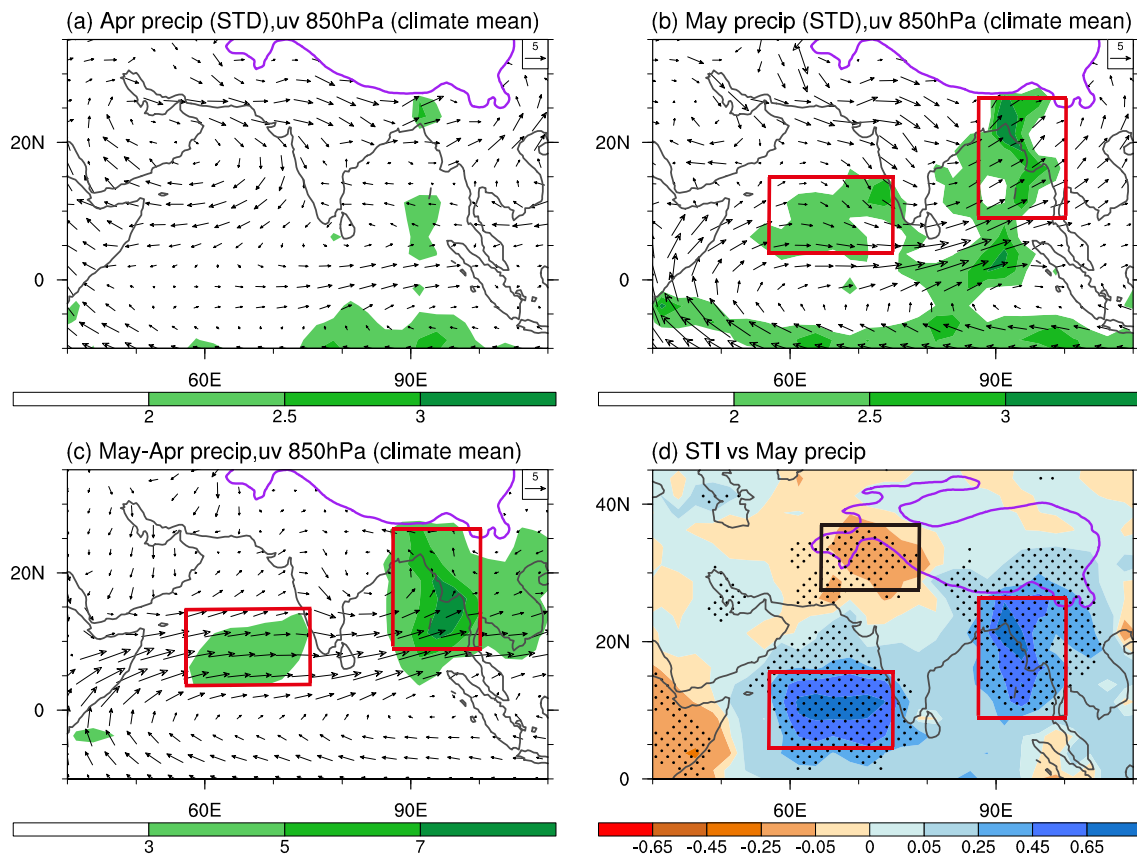 (a) Apr precip (STD),uv 850hPa (climate mean)
5
20N
0
60E 90E
2 2.5 3
(b) May precip (STD),uv 850hPa (climate mean)
5
20N
0
60E 90E
2 2.5 3
(c) May-Apr precip,uv 850hPa (climate mean)
5
20N
0
60E 90E
3 5 7
(d) STI vs May precip
40N
20N
0
60E 90E
-0.65 -0.45 -0.25 -0.05 0 0.05 0.25 0.45 0.65